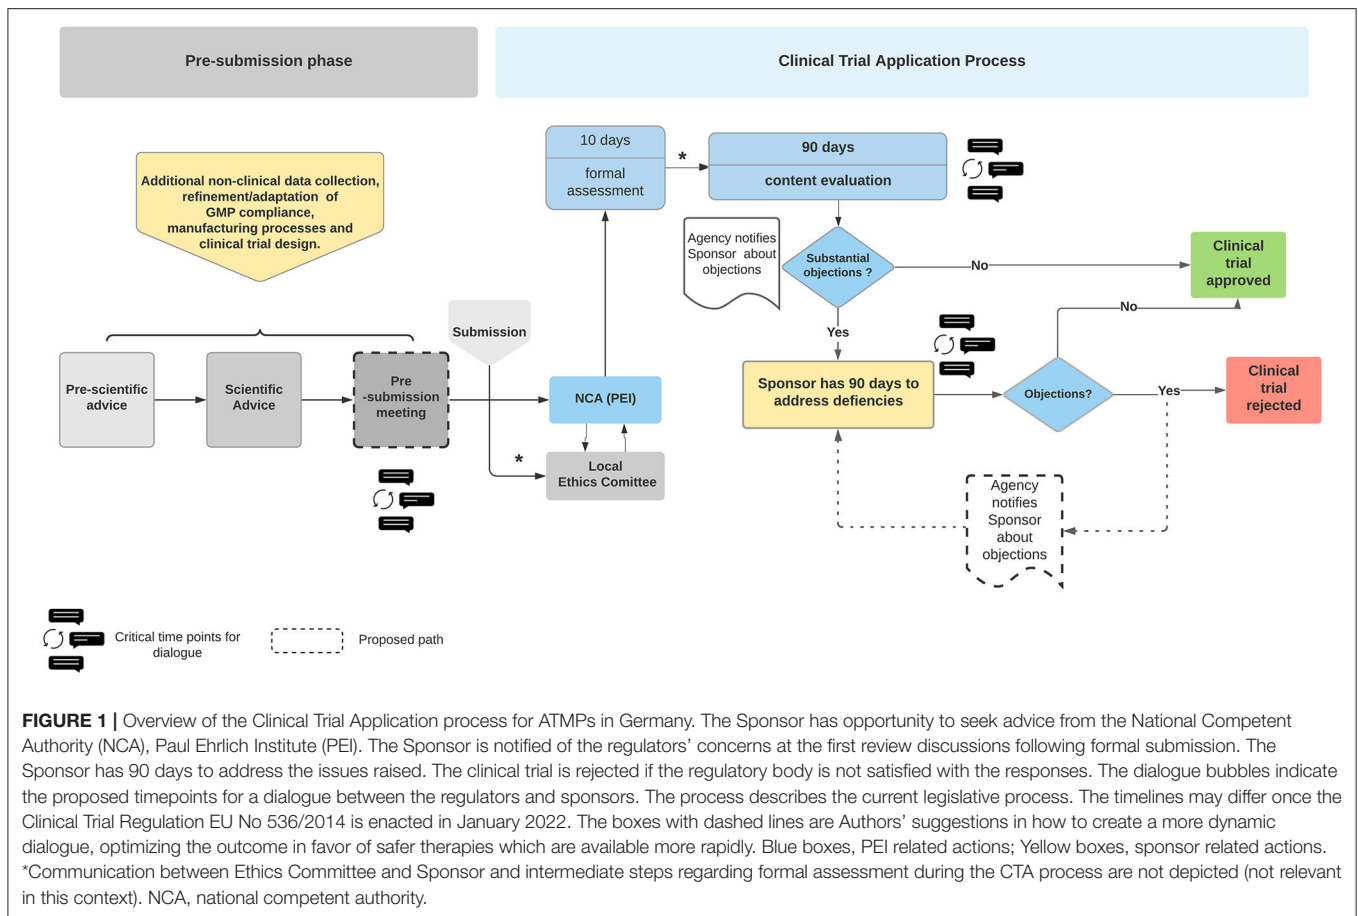 Pre-submission phase
Clinical Trial Application Process
Additional non-clinical data collection,
refinement/adaptation of
GMP compliance,
manufacturing processes and
clinical trial design.
10 days
formal
assessment
*
90 days
content evaluation
Agency notifies
Sponsor about
objections
Substantial
objections ?
No
Clinical
trial
approved
Submission
Yes
No
Pre-scientific
advice
Scientific
Advice
Pre
-submission
meeting
NCA (PEI)
Sponsor has 90 days to
address defiencies
Objections?
Yes
Clinical
trial
rejected
*
Local
Ethics Comittee
Agency
notifies
Sponsor
about
objections
Critical time points for
dialogue
Proposed path
FIGURE 1 | Overview of the Clinical Trial Application process for ATMPs in Germany. The Sponsor has opportunity to seek advice from the National Competent
Authority (NCA), Paul Ehrlich Institute (PEI). The Sponsor is notified of the regulators' concerns at the first review discussions following formal submission. The
Sponsor has 90 days to address the issues raised. The clinical trial is rejected if the regulatory body is not satisfied with the responses. The dialogue bubbles indicate
the proposed timepoints for a dialogue between the regulators and sponsors. The process describes the current legislative process. The timelines may differ once the
Clinical Trial Regulation EU No 536/2014 is enacted in January 2022. The boxes with dashed lines are Authors' suggestions in how to create a more dynamic
dialogue, optimizing the outcome in favor of safer therapies which are available more rapidly. Blue boxes, PEI related actions; Yellow boxes, sponsor related actions.
*Communication between Ethics Committee and Sponsor and intermediate steps regarding formal assessment during the CTA process are not depicted (not relevant
in this context). NCA, national competent authority.